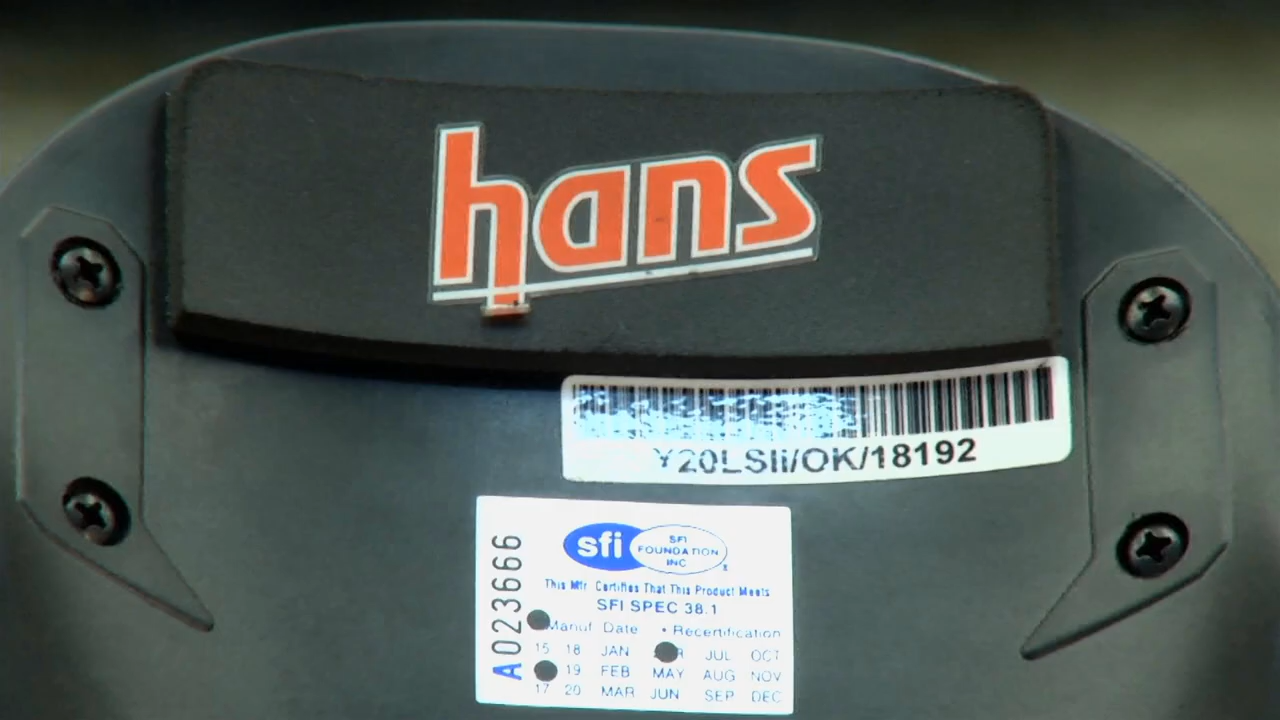 hans
Y20LSIi/OK/18192
sfi
SFI
FOUNDATION
INC
This Mfr. Certifies That This Product Meets
SFI SPEC 38.1
Manuf Date • Recertification
15 18 JAN JUL OCT
19 FEB MAY AUG NOV
17 20 MAR JUN SEP DEC
A023666